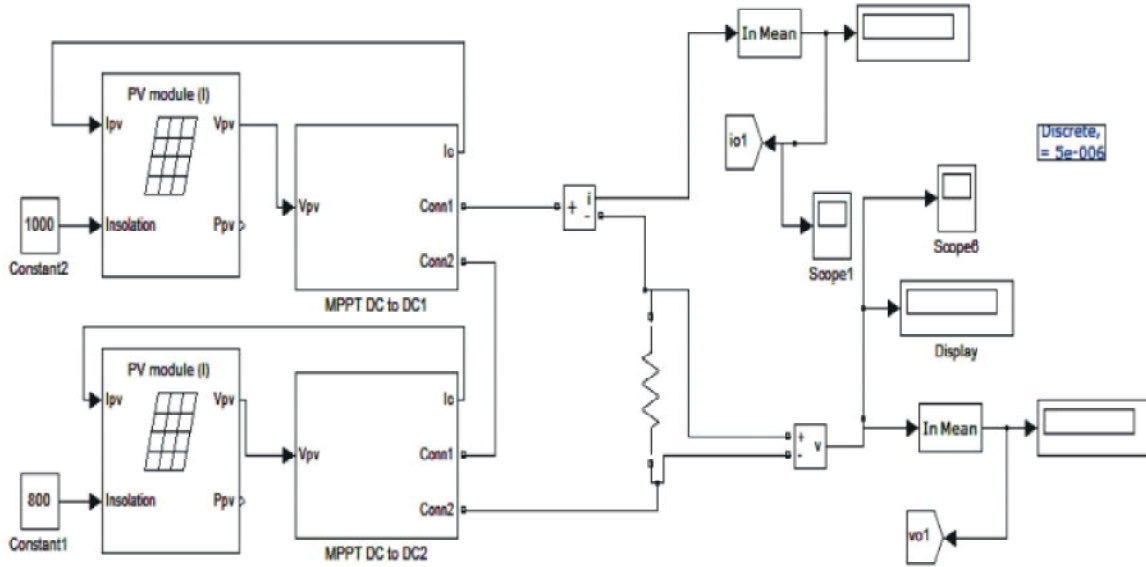 In Mean
PV module (I)
Ipv
Vpv
io1
Discrete,
= 5e-006
Ic
i
+
-
Vpv
Conn1
1000
Insolation
Ppv
Scope6
Constant2
Conn2
Scope1
MPPT DC to DC1
Display
PV module (I)
Ipv
Vpv
Ic
In Mean
+
v
-
Vpv
Conn1
800
Insolation
Ppv
Conn2
Constant1
vo1
MPPT DC to DC2